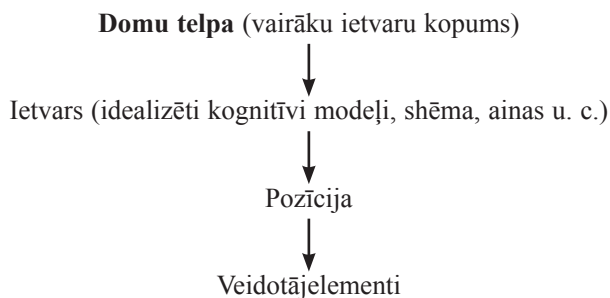 Domu telpa (vairāku ietvaru kopums)
Ietvars (idealizēti kognitīvi modeļi, shēma, ainas u. c.)
Pozīcija
Veidotājelementi